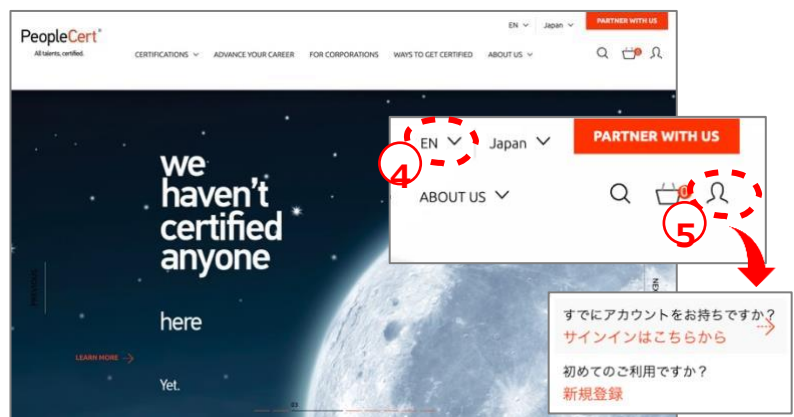 EN Japan PARTNER WITH US
PeopleCert
All talents, certified.
CERTIFICATIONS ADVANCE YOUR CAREER FOR CORPORATIONS WAYS TO GET CERTIFIED ABOUT US
0
we
haven't
certified
anyone
here
LEARN MORE
Yet.
PREVIOUS
NEX
03
EN Japan PARTNER WITH US
④
ABOUT US
0
⑤
すでにアカウントをお持ちですか?
サインインはこちらから
初めてのご利用ですか?
新規登録